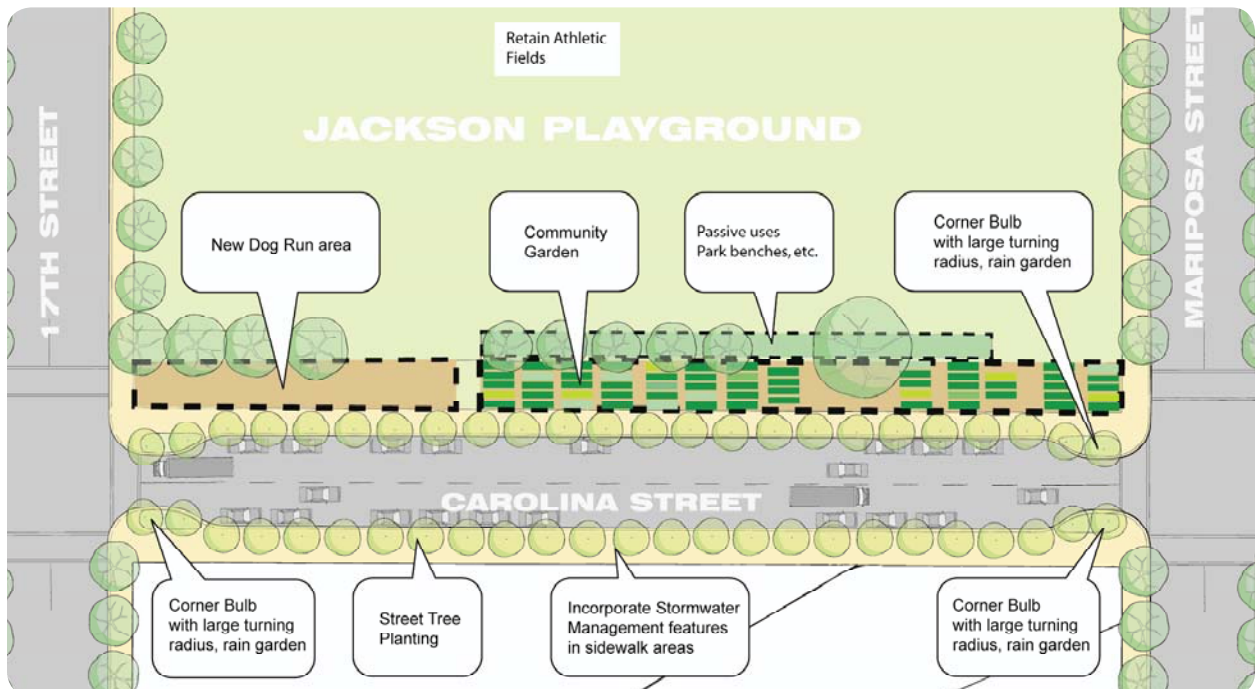 Retain Athletic
Fields
JACKSON PLAYGROUND
17TH STREET
MARIPOSA STREET
New Dog Run area
Community
Garden
Passive uses
Park benches, etc.
Corner Bulb
with large turning
radius, rain garden
CAROLINA STREET
Corner Bulb
with large turning
radius, rain garden
Street Tree
Planting
Incorporate Stormwater
Management features
in sidewalk areas
Corner Bulb
with large turning
radius, rain garden